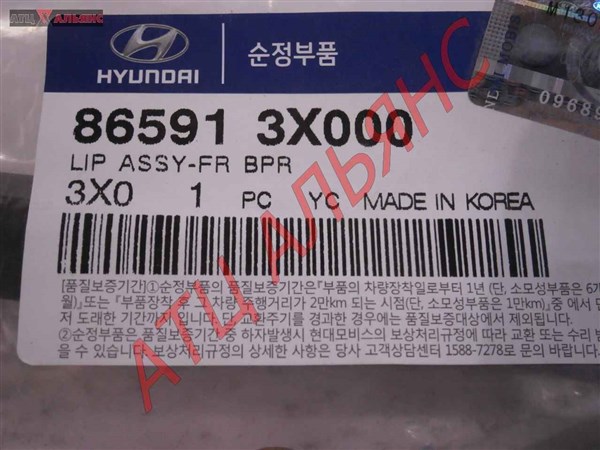 АТЦ АЛЬЯНС
HYUNDAI
순정부품
0968
86591 3X000
LIP ASSY-FR BPR
3X0 1 PC YC MADE IN KOREA
АТЦ АЛЬЯНС
[품질보증기간] ①순정부품의 품질보증기간은『부품의 차량장착일로부터 1년 (단, 소모성부품은 6개
월)』또는『부품장착 차량 주행거리가 2만km 되는 시점(단, 소모성부품은 1만km)』중에서
저 도래한 기간까지 입니다. 단, 교환주기를 경과한 경우에는 품질보증대상에서 제외됩니다.
②순정부품은 품질보증기간중 하자발생시 현대모비스의 보상처리규정에 따라 교환 또는 수리 받
을 수 있습니다. 보상처리규정의 상세한 사항은 당사 고객상담센터 1588-7278로 문의 바랍니다.